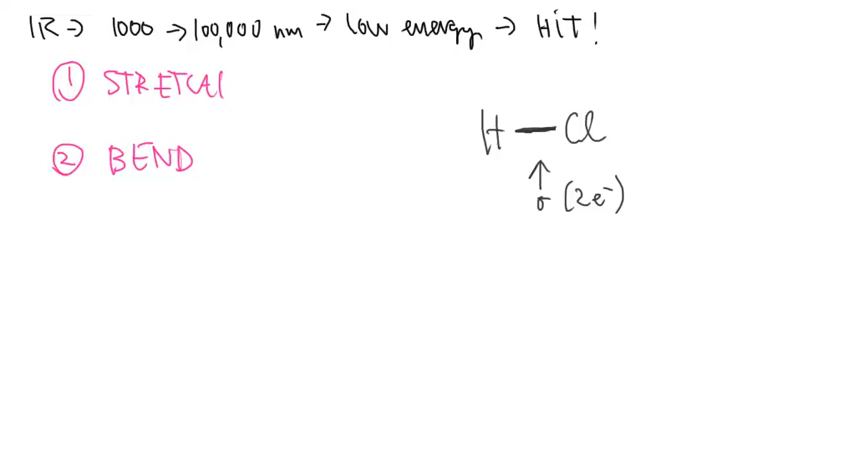 IR → 1000 → 100,000 nm → low energy → HiT!
① STRETCH
② BEND
H — Cl
↑
σ (2e⁻)